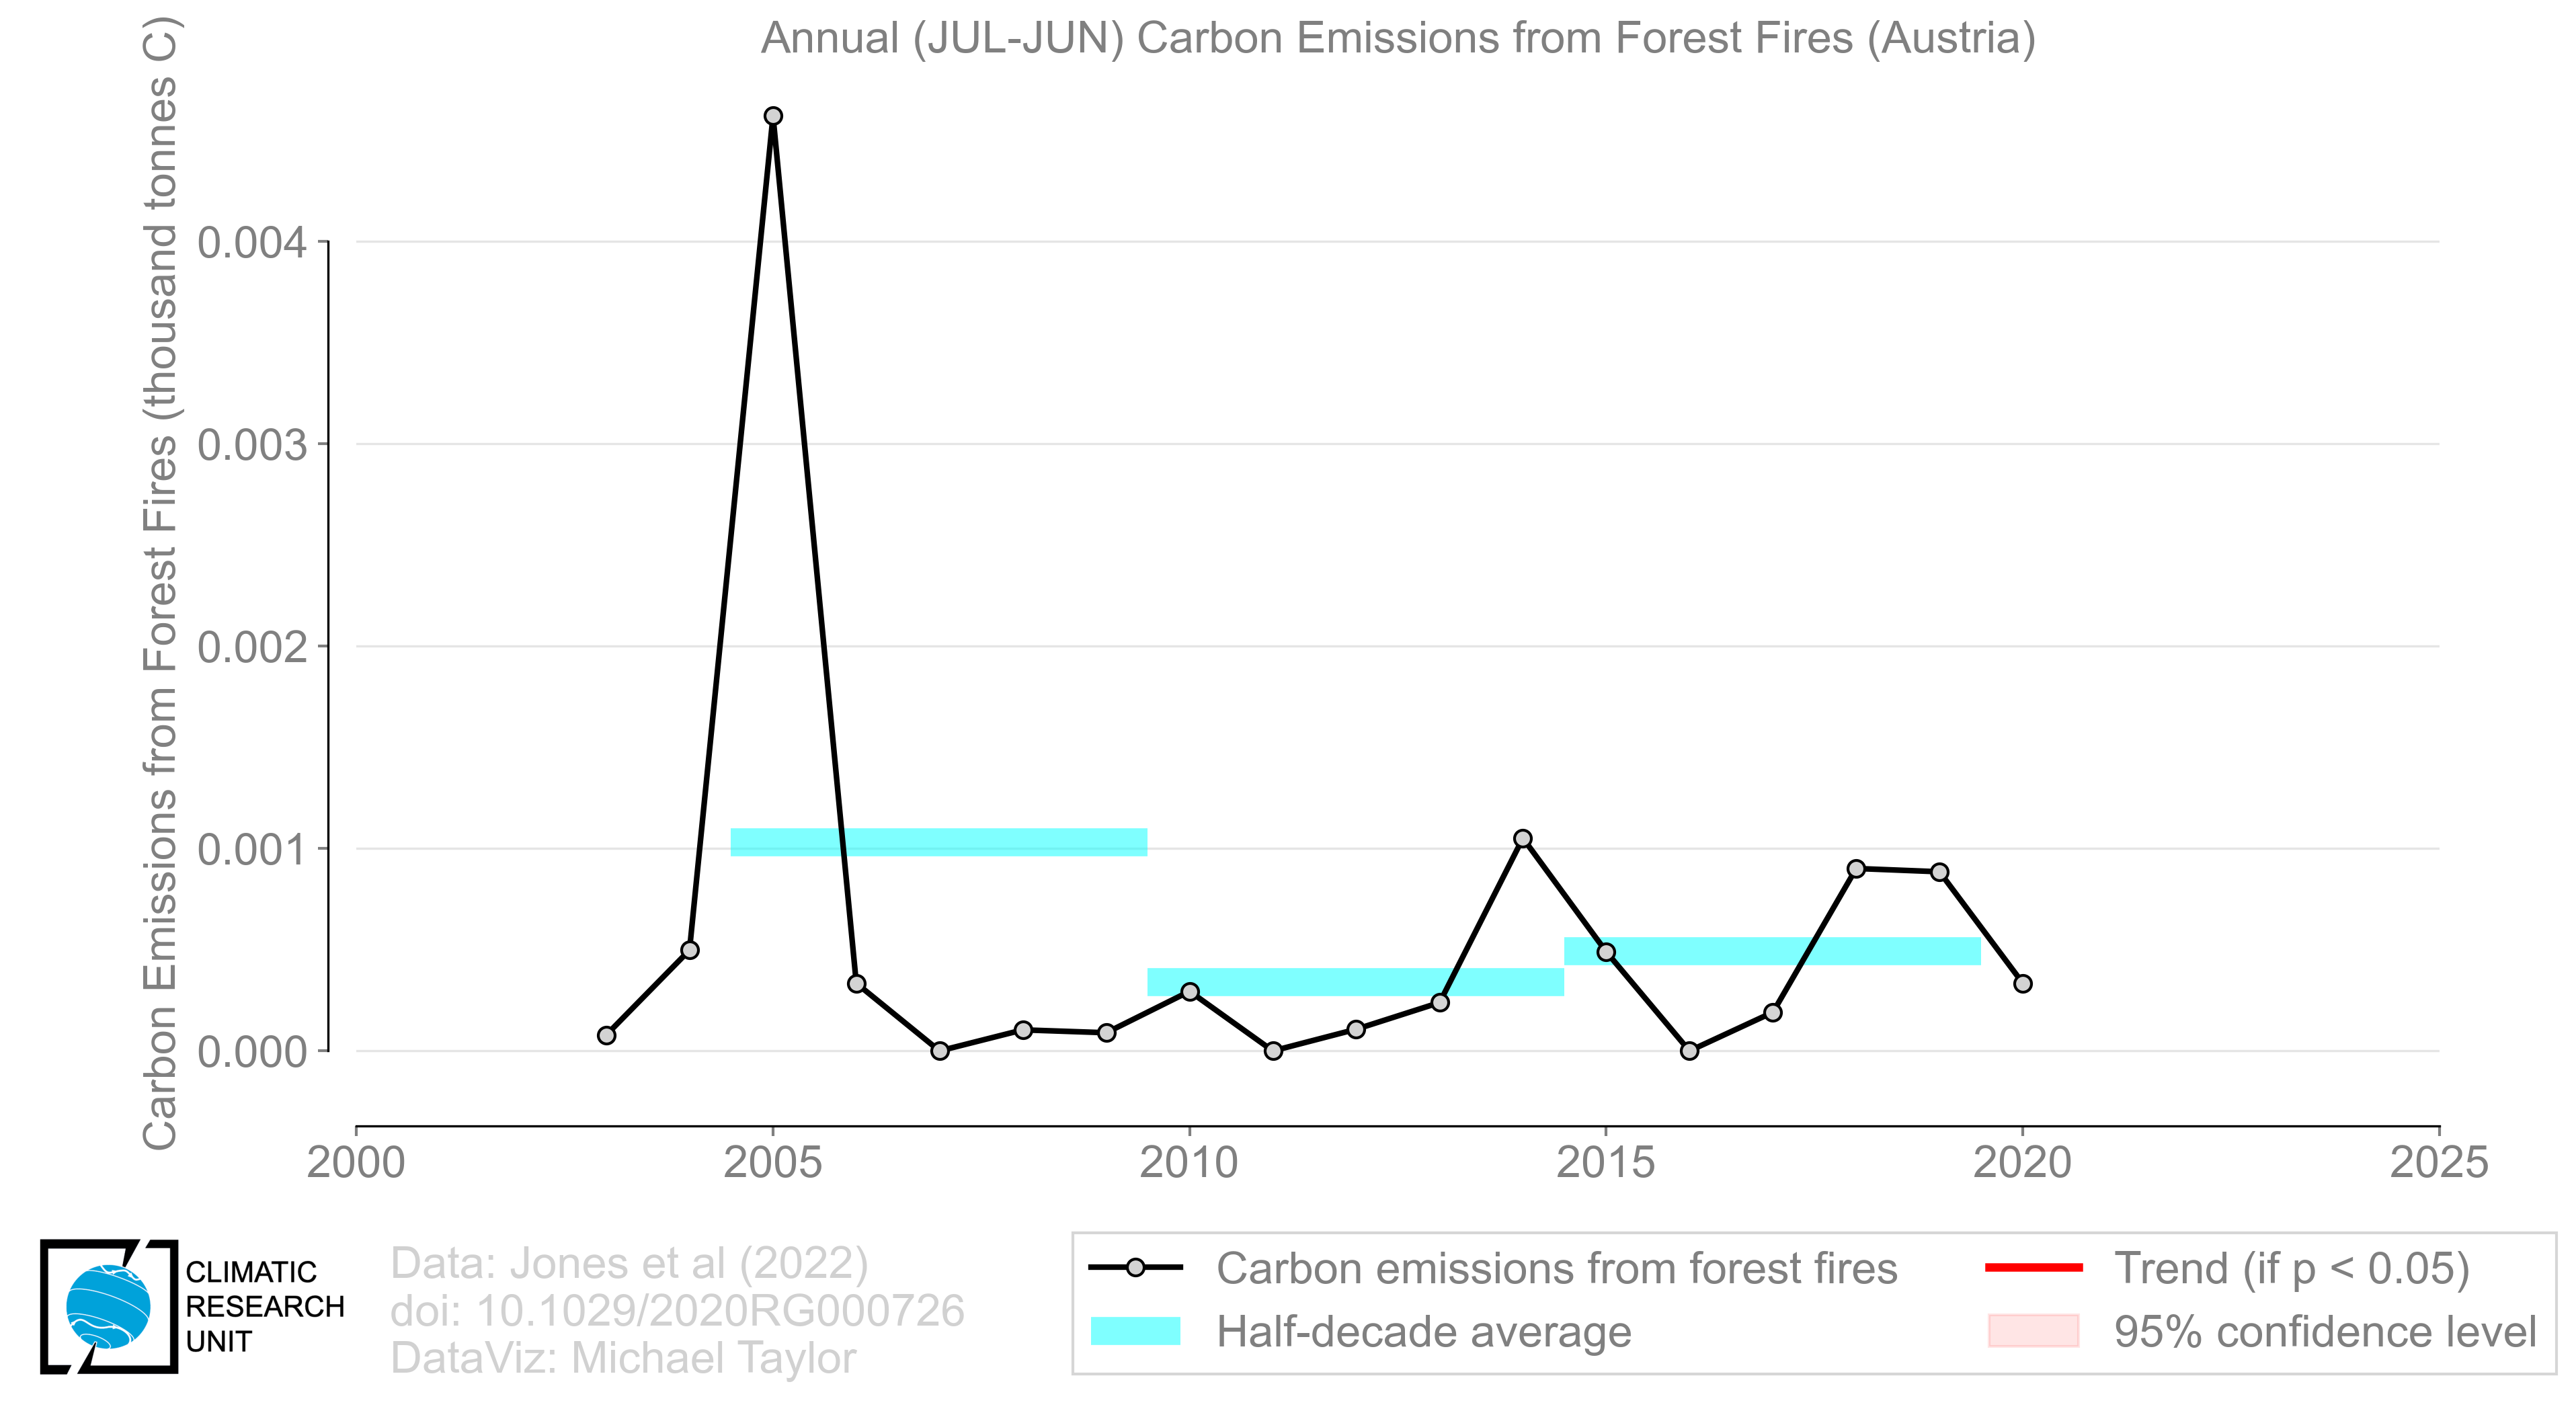 Annual (JUL-JUN) Carbon Emissions from Forest Fires (Austria)
Carbon Emissions from Forest Fires (thousand tonnes C)
0.004
0.003
0.002
0.001
0.000
2000
2005
2010
2015
2020
2025
CLIMATIC
RESEARCH
UNIT
Data: Jones et al (2022)
doi: 10.1029/2020RG000726
DataViz: Michael Taylor
Carbon emissions from forest fires
Half-decade average
Trend (if p < 0.05)
95% confidence level